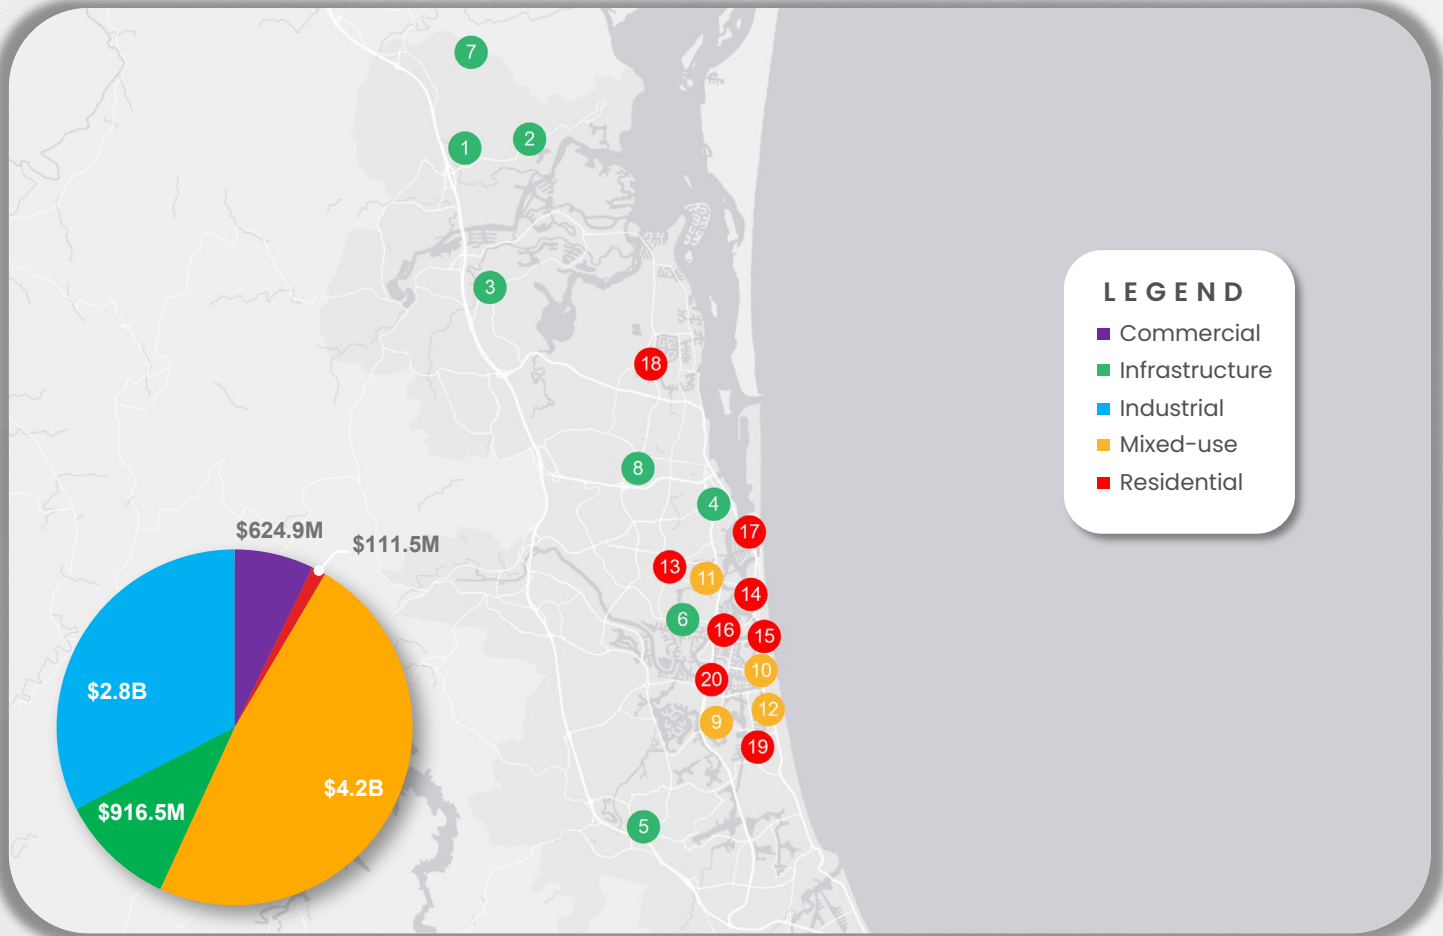 7
2
1
3
18
8
4
17
13
11
14
6
16
15
10
20
12
9
19
5
LEGEND
Commercial
Infrastructure
Industrial
Mixed-use
Residential
$624.9M
$111.5M
$2.8B
$4.2B
$916.5M